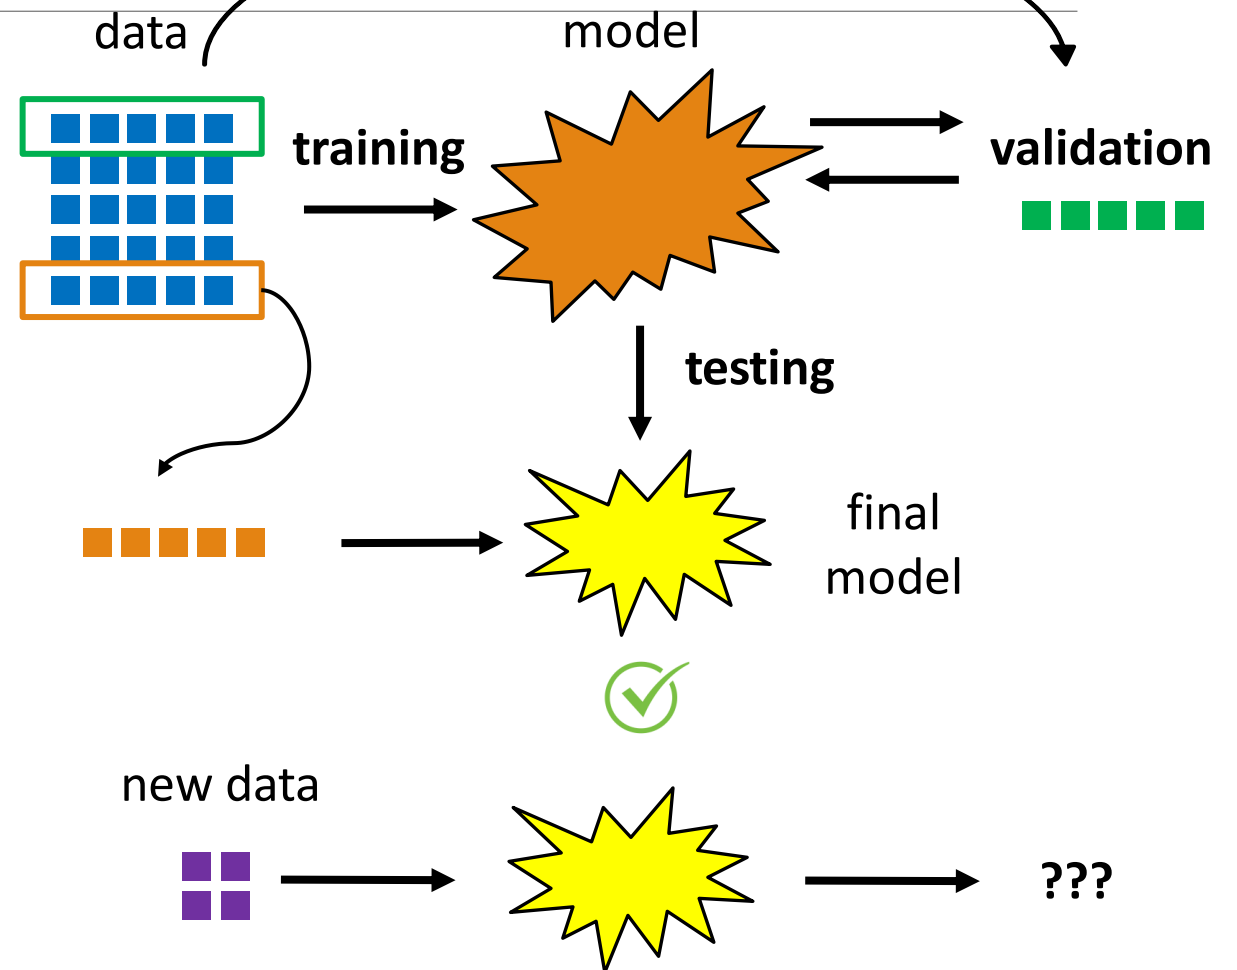 data
model
training
validation
testing
final
model
new data
???